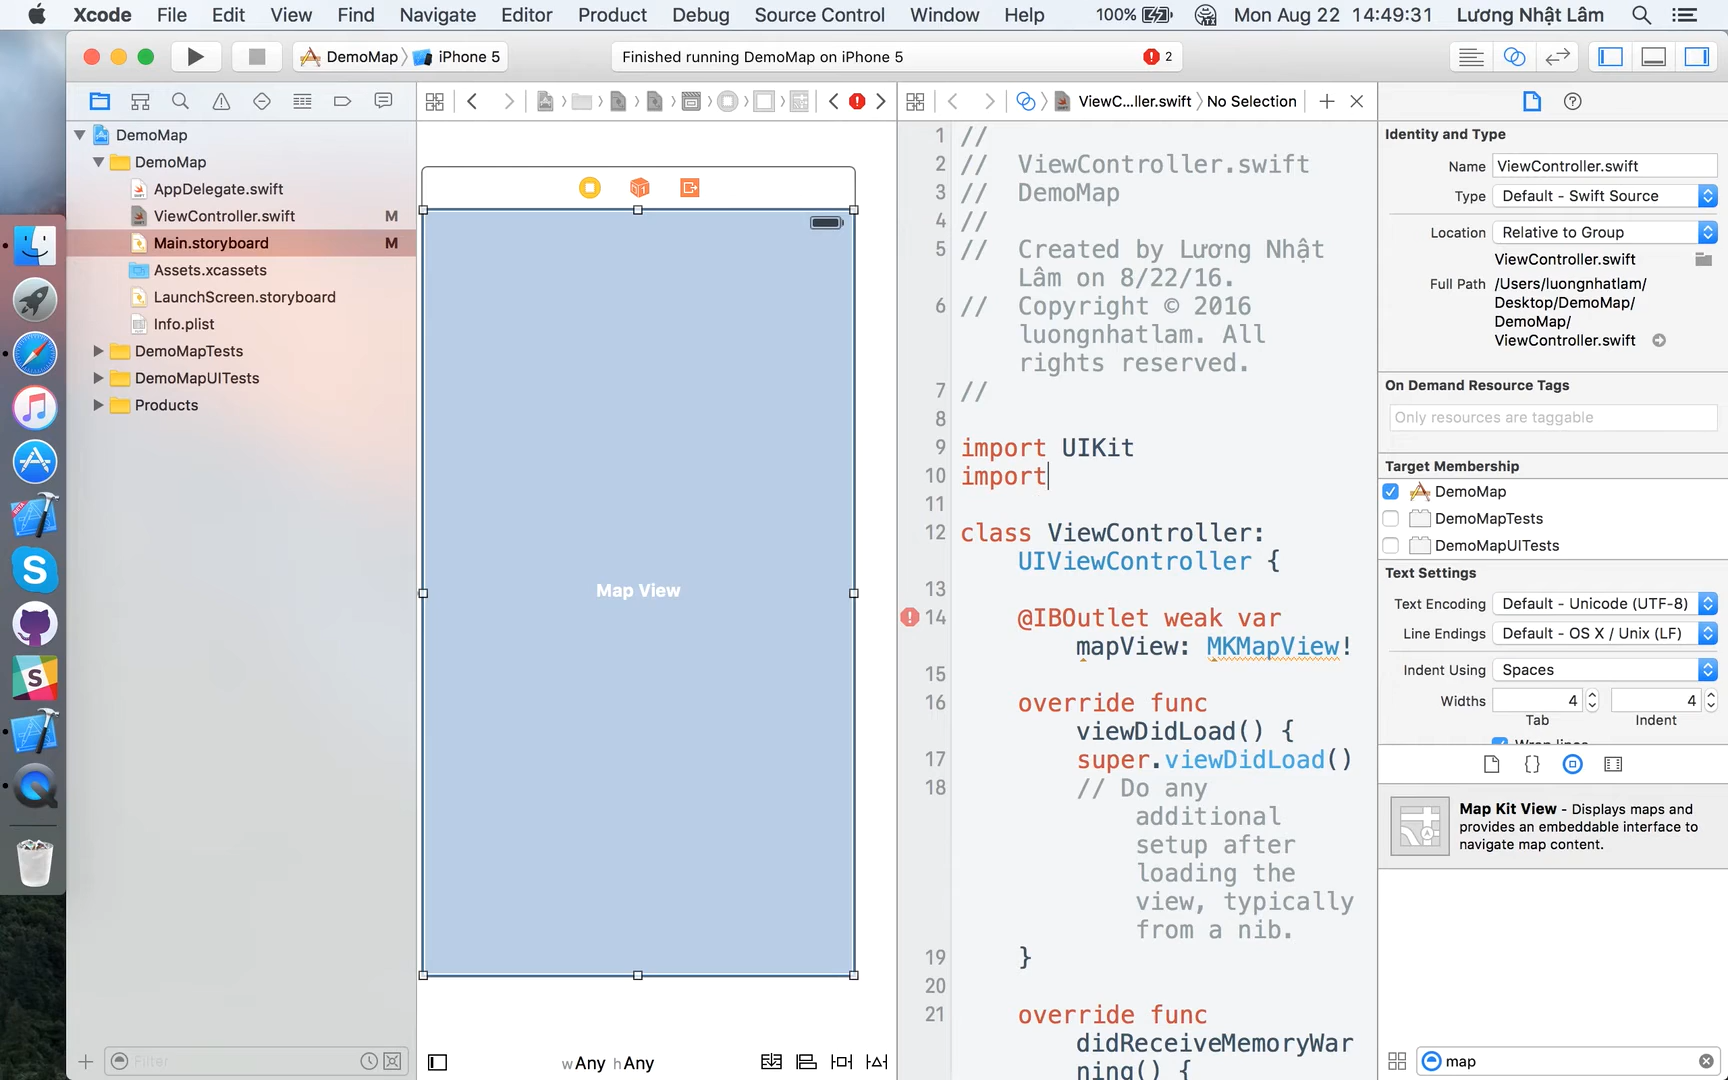 Xcode File Edit View Find Navigate Editor Product Debug Source Control Window Help 100% Mon Aug 22 14:49:31 Lương Nhật Lâm
DemoMap iPhone 5
Finished running DemoMap on iPhone 5
2
ViewC...ller.swift No Selection
DemoMap
DemoMap
AppDelegate.swift
ViewController.swift M
Main.storyboard M
Assets.xcassets
LaunchScreen.storyboard
Info.plist
DemoMapTests
DemoMapUITests
Products
Filter
Map View
wAny hAny
1 //
2 // ViewController.swift
3 // DemoMap
4 //
5 // Created by Lương Nhật
Lâm on 8/22/16.
6 // Copyright © 2016
luongnhatlam. All
rights reserved.
7 //
8
9 import UIKit
10 import
11
12 class ViewController:
UIViewController {
13
14 @IBOutlet weak var
mapView: MKMapView!
15
16 override func
viewDidLoad() {
17 super.viewDidLoad()
18 // Do any
additional
setup after
loading the
view, typically
from a nib.
19 }
20
21 override func
didReceiveMemoryWar
ning() {
Identity and Type
Name ViewController.swift
Type Default - Swift Source
Location Relative to Group
ViewController.swift
Full Path /Users/luongnhatlam/
Desktop/DemoMap/
DemoMap/
ViewController.swift
On Demand Resource Tags
Only resources are taggable
Target Membership
DemoMap
DemoMapTests
DemoMapUITests
Text Settings
Text Encoding Default - Unicode (UTF-8)
Line Endings Default - OS X / Unix (LF)
Indent Using Spaces
Widths 4 4
Tab Indent
Wrap lines
Map Kit View - Displays maps and
provides an embeddable interface to
navigate map content.
map